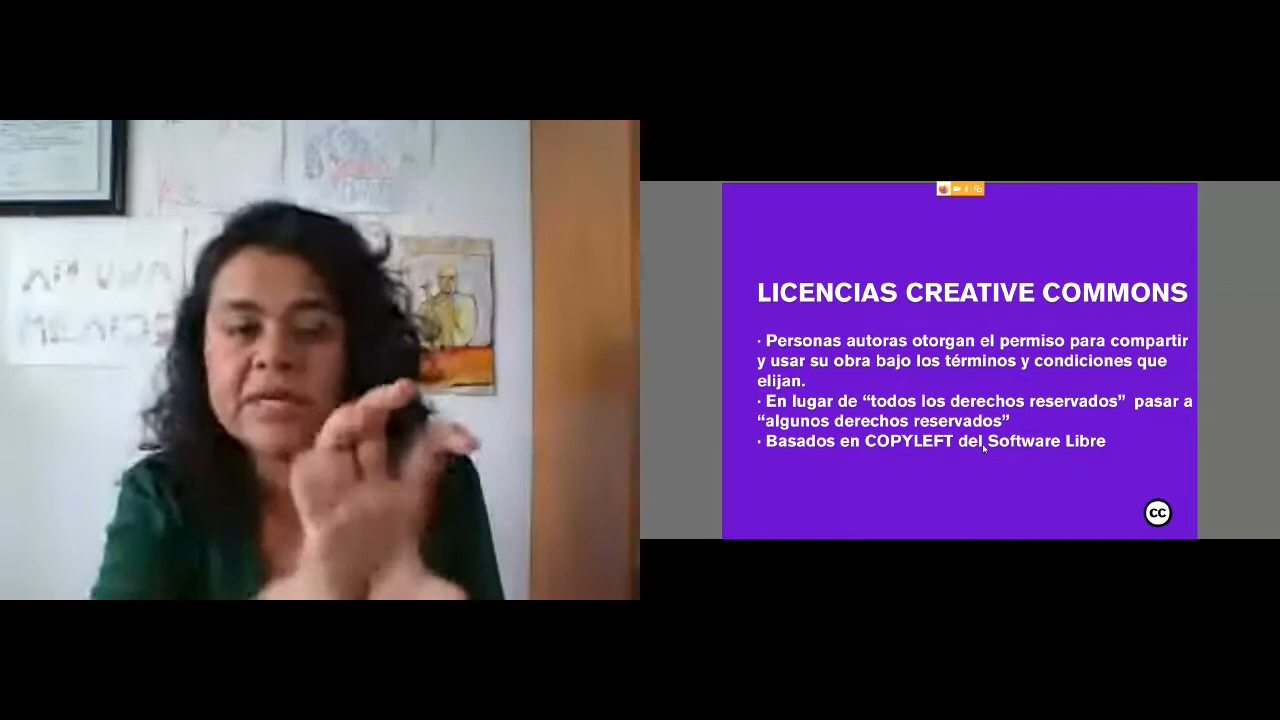 LICENCIAS CREATIVE COMMONS
· Personas autoras otorgan el permiso para compartir
y usar su obra bajo los términos y condiciones que
elijan.
· En lugar de “todos los derechos reservados”  pasar a
“algunos derechos reservados”
· Basados en COPYLEFT del Software Libre
cc